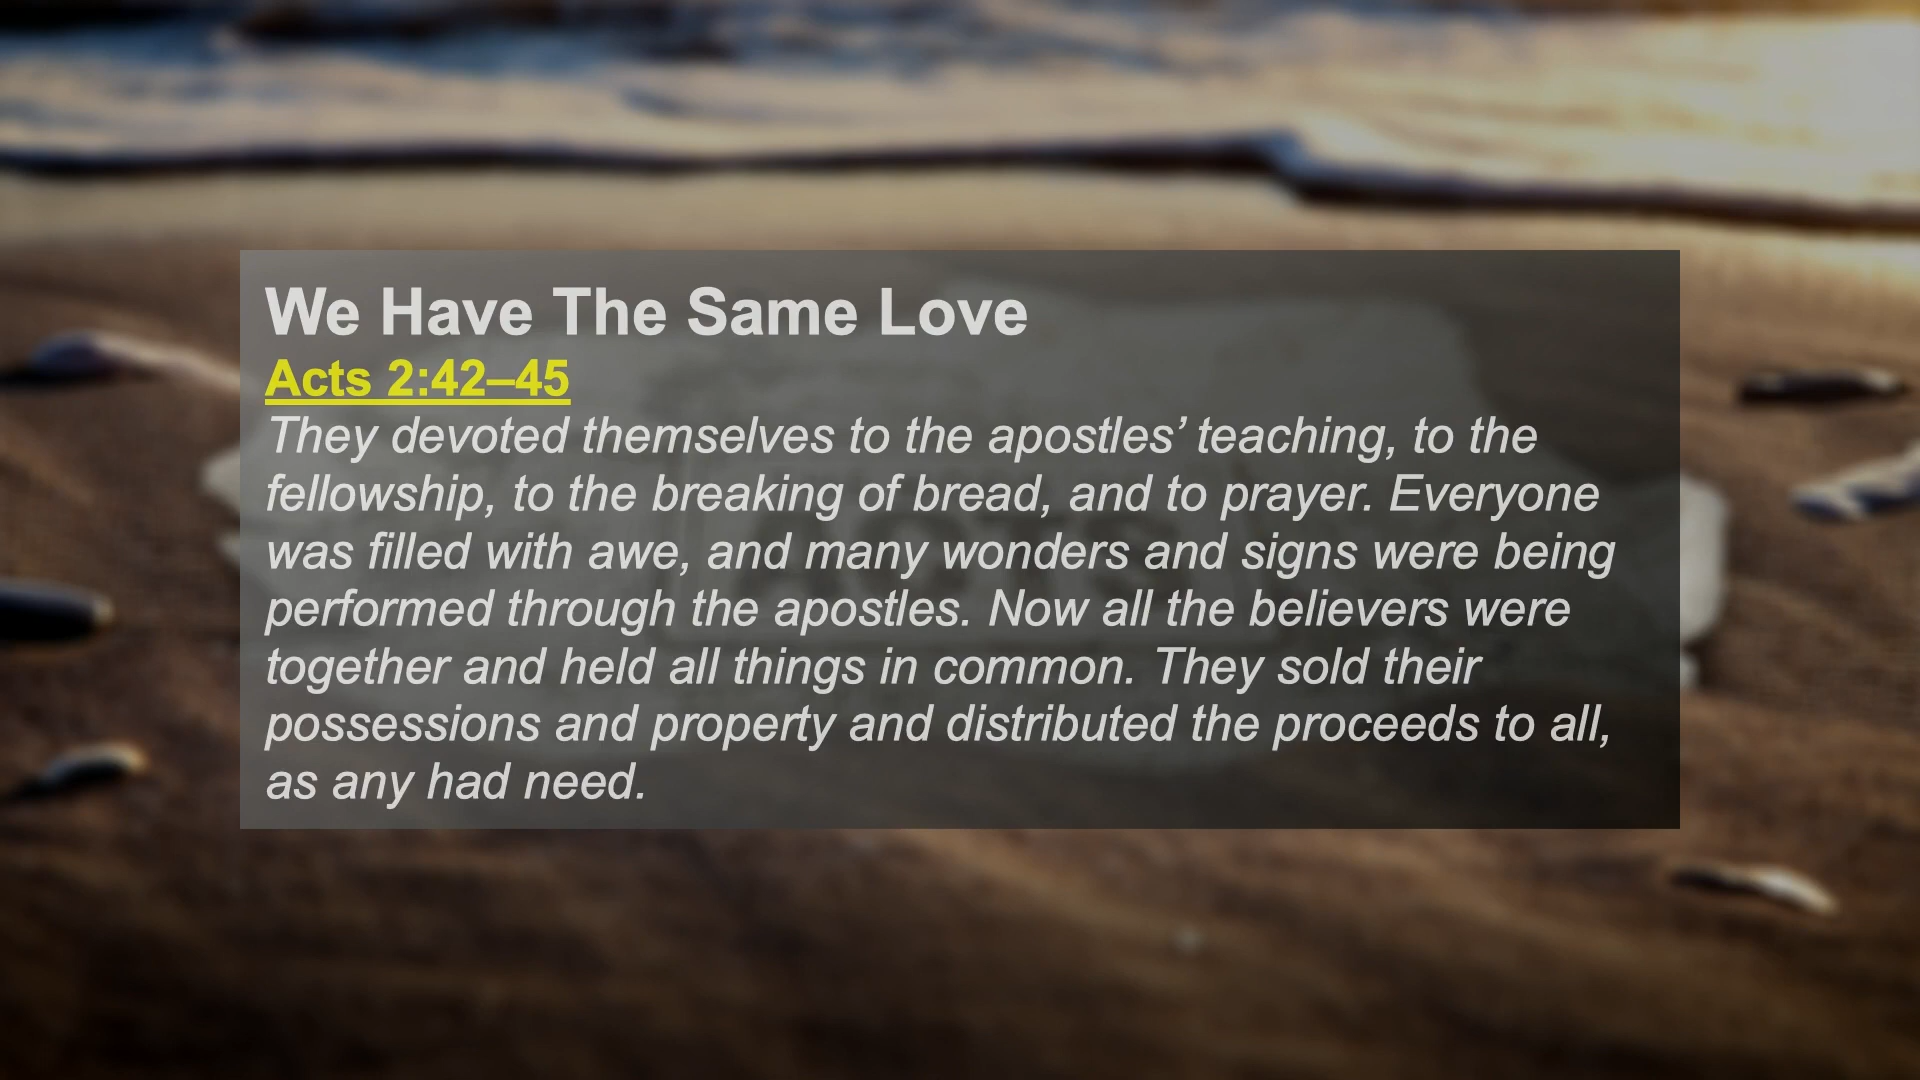 We Have The Same Love
Acts 2:42–45
They devoted themselves to the apostles’ teaching, to the
fellowship, to the breaking of bread, and to prayer. Everyone
was filled with awe, and many wonders and signs were being
performed through the apostles. Now all the believers were
together and held all things in common. They sold their
possessions and property and distributed the proceeds to all,
as any had need.
ACTS